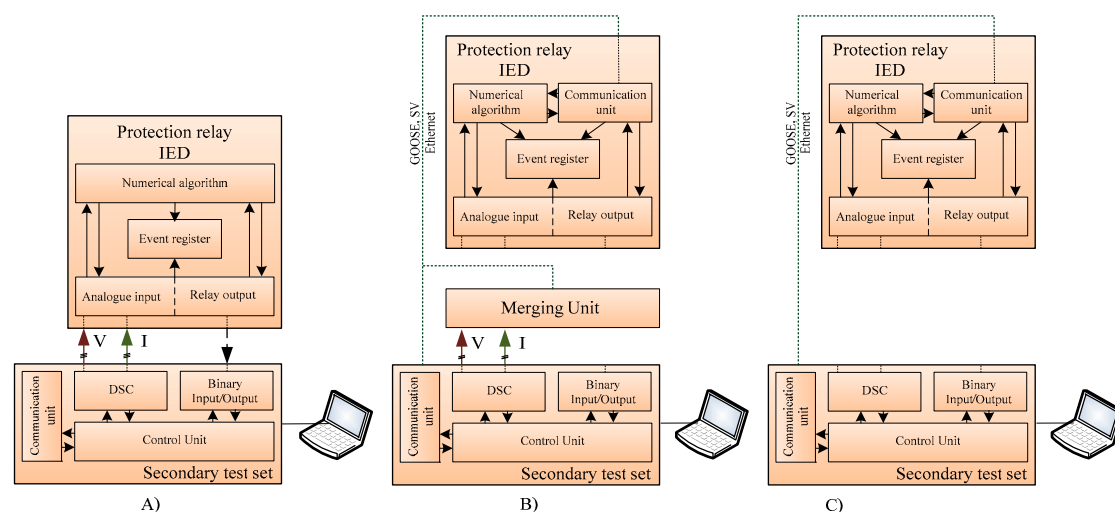 Protection relay
IED
Numerical algorithm
Event register
Analogue input
Relay output
V
I
Communication
unit
DSC
Binary
Input/Output
Control Unit
Secondary test set
A)
GOOSE, SV
Ethernet
Protection relay
IED
Numerical
algorithm
Communication
unit
Event register
Analogue input
Relay output
Merging Unit
V
I
Communication
unit
DSC
Binary
Input/Output
Control Unit
Secondary test set
B)
GOOSE, SV
Ethernet
Protection relay
IED
Numerical
algorithm
Communication
unit
Event register
Analogue input
Relay output
Communication
unit
DSC
Binary
Input/Output
Control Unit
Secondary test set
C)